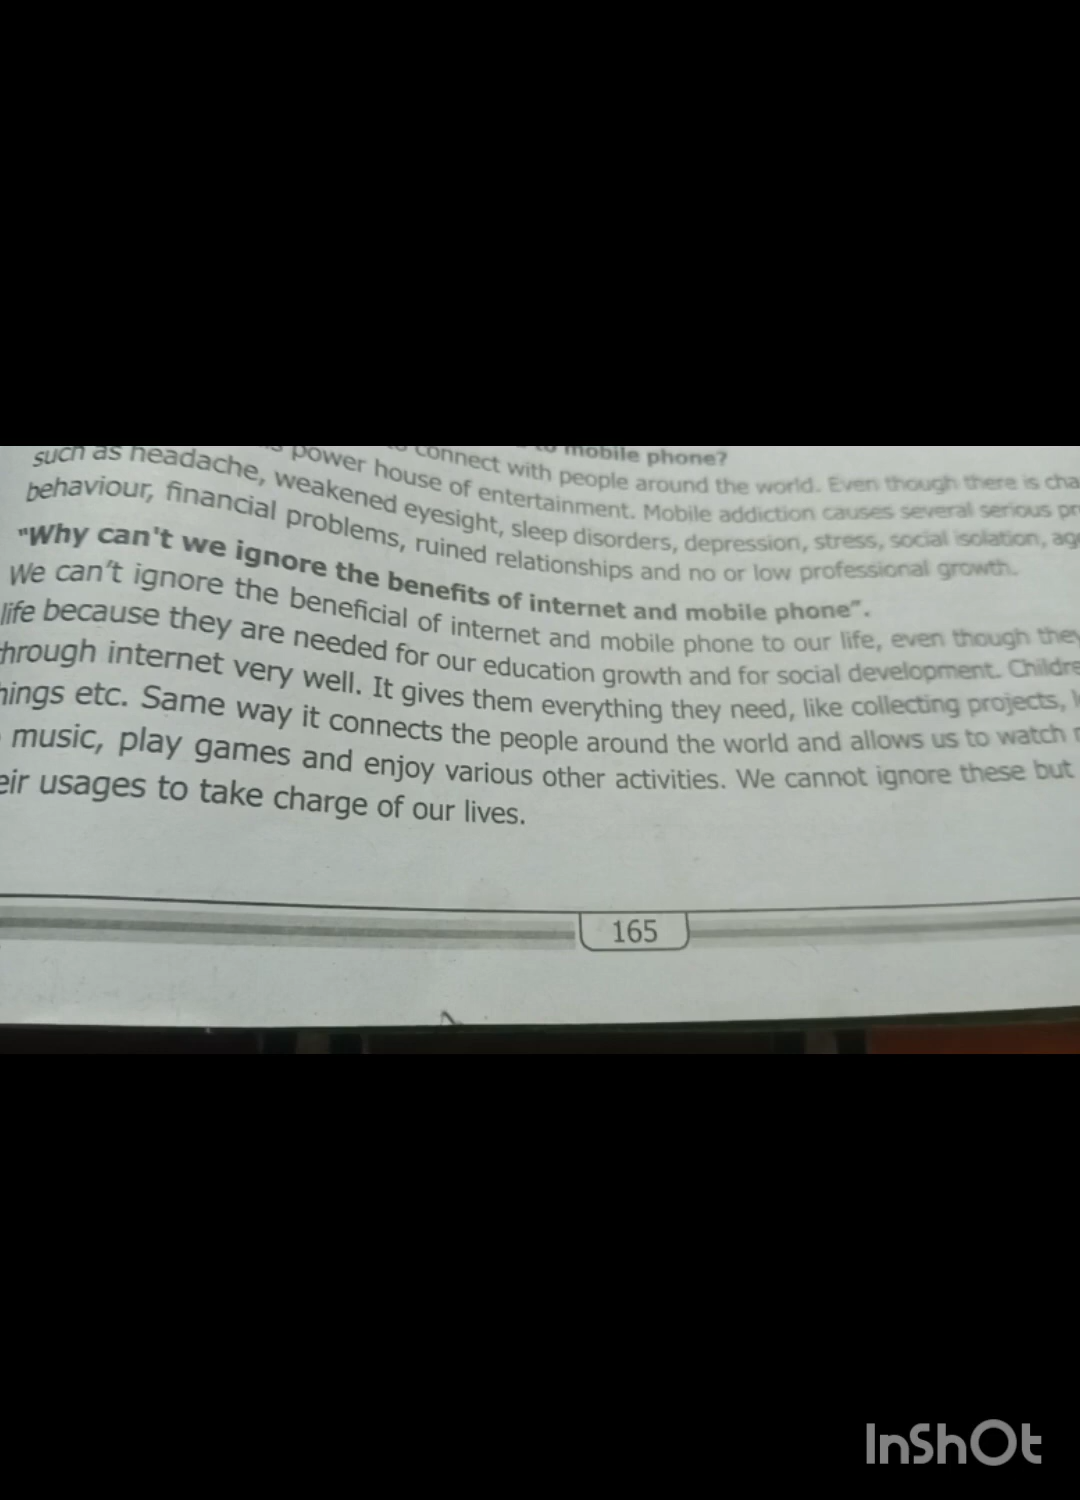 mobile phone?
power house of entertainment. Mobile addiction causes several serious
connect with people around the world. Even though there is
such as headache, weakened eyesight, sleep disorders, depression, stress, social isolation,
behaviour, financial problems, ruined relationships and no or low professional growth.
"Why can't we ignore the benefits of internet and mobile phone".
We can't ignore the beneficial of internet and mobile phone to our life, even though they
life because they are needed for our education growth and for social development.
through internet very well. It gives them everything they need, like collecting projects,
etc. Same way it connects the people around the world and allows us to watch
music, play games and enjoy various other activities. We cannot ignore these but
usages to take charge of our lives.
165
InShOt